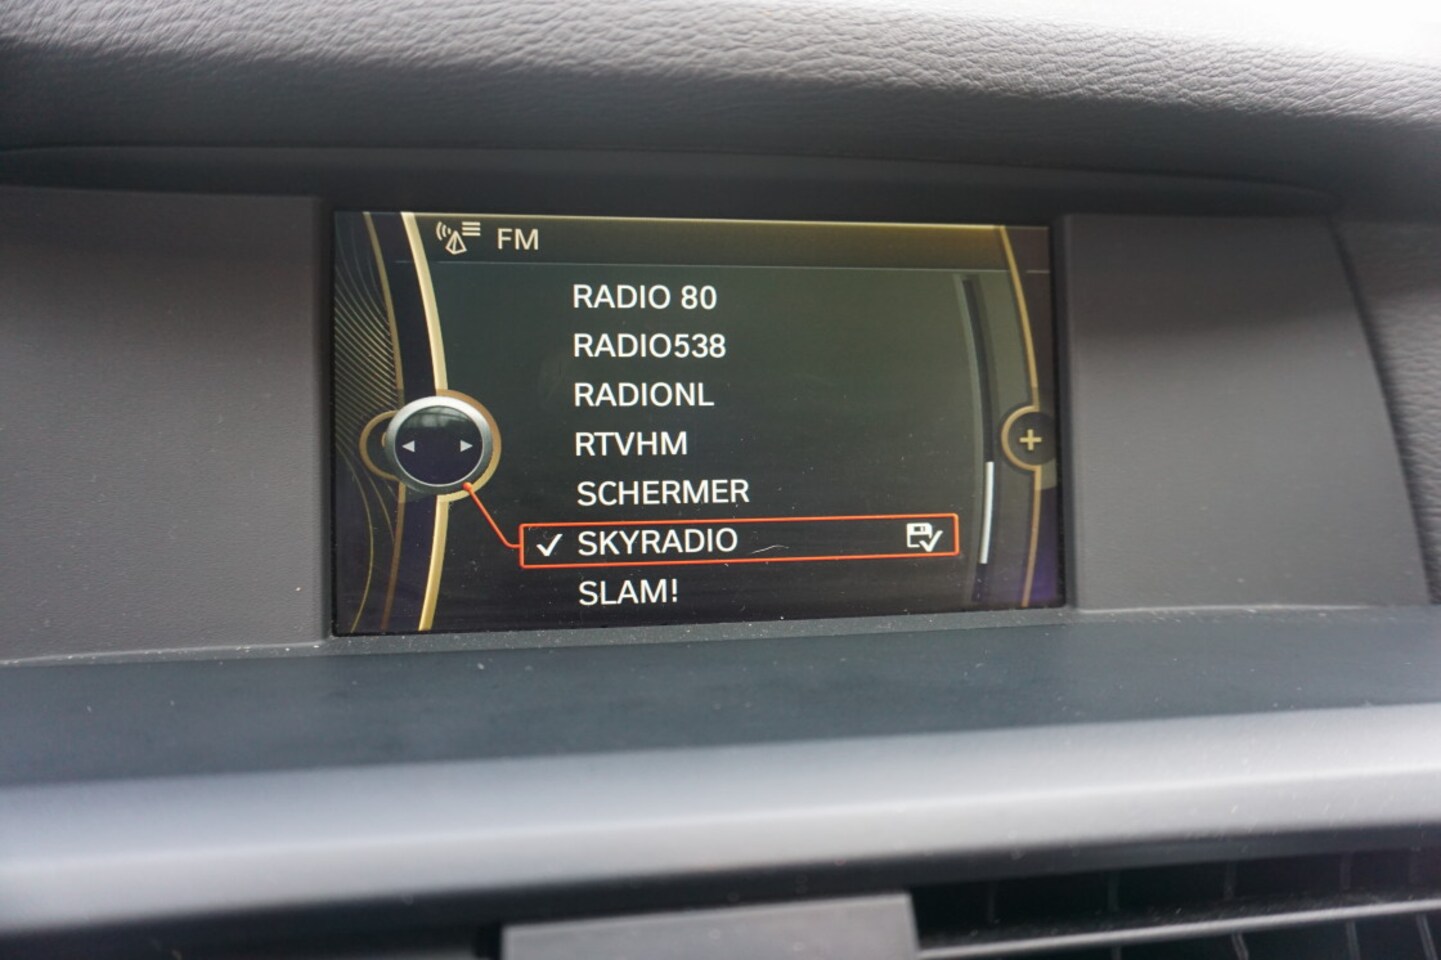 FM
RADIO 80
RADIO538
RADIONL
RTVHM
SCHERMER
SKYRADIO
SLAM!